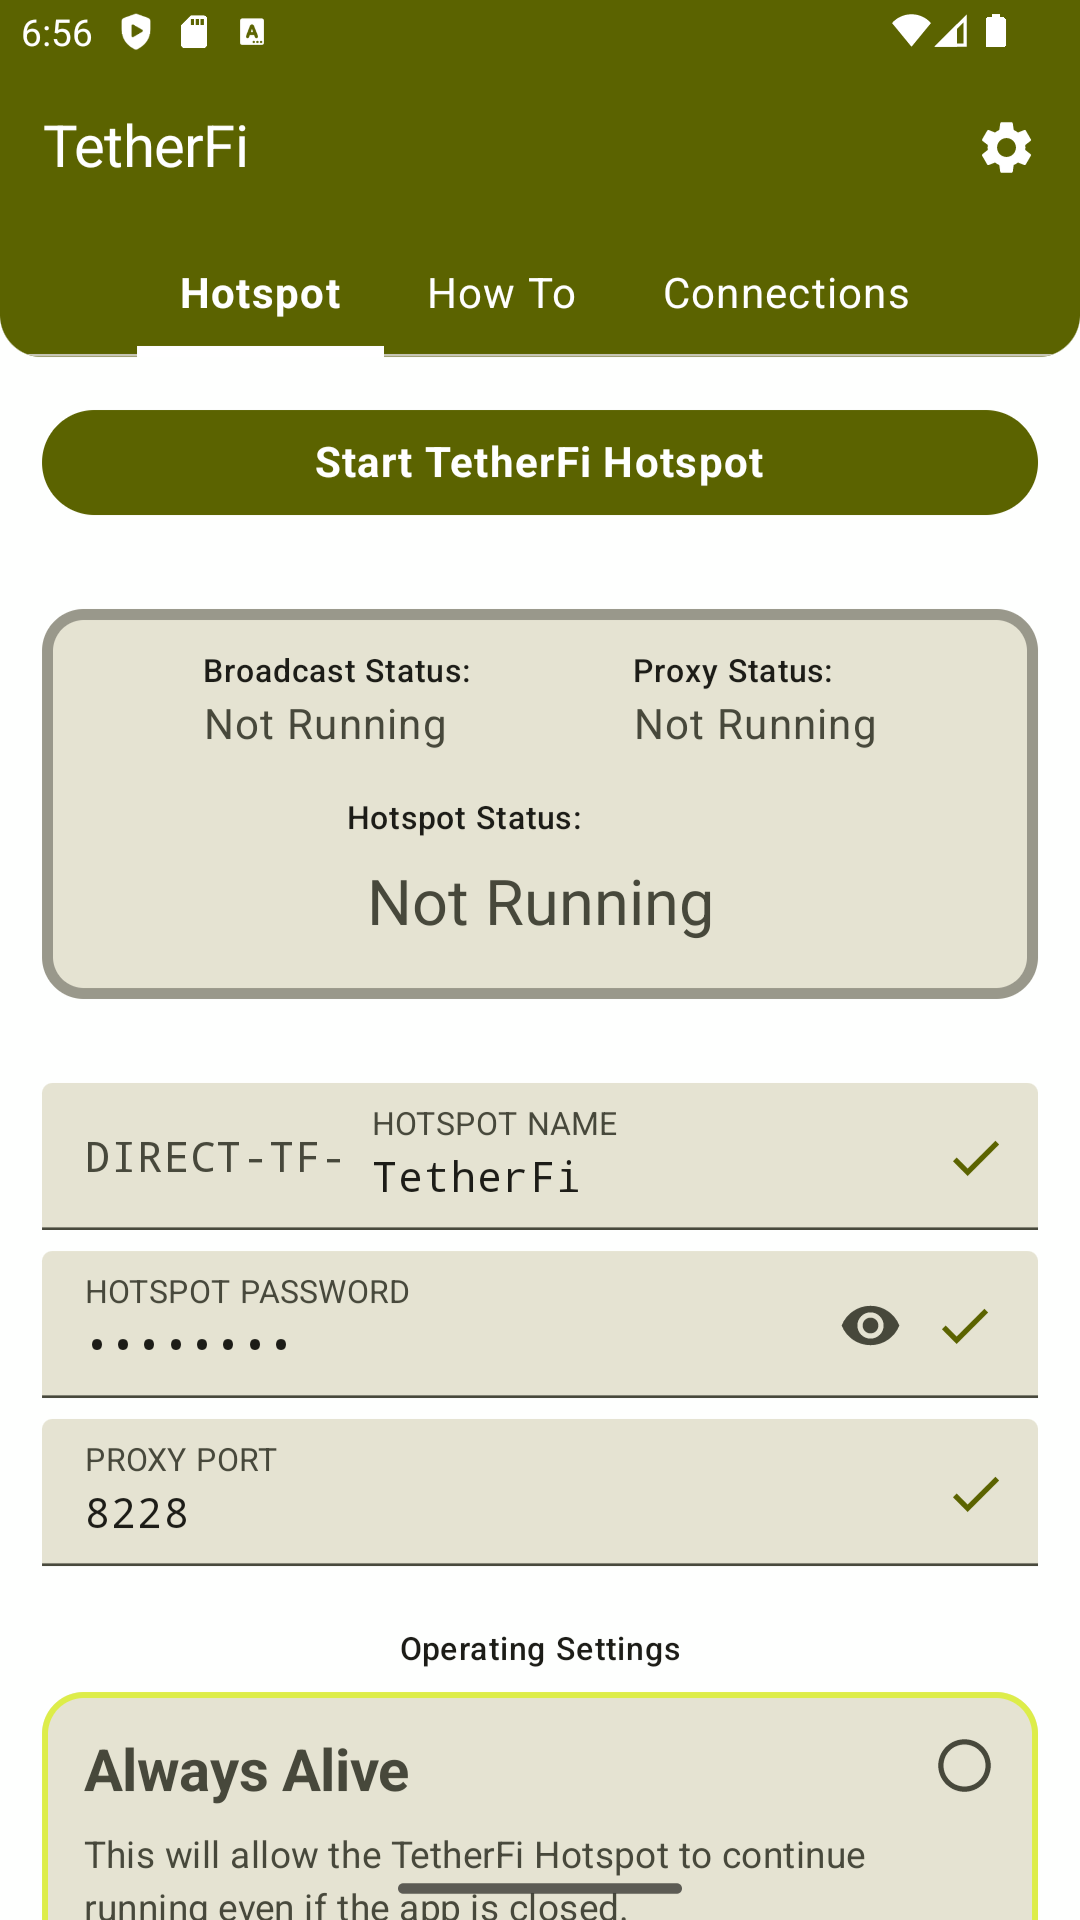 6:56
TetherFi
Hotspot How To Connections
Start TetherFi Hotspot
Broadcast Status: Proxy Status:
Not Running Not Running
Hotspot Status:
Not Running
HOTSPOT NAME
DIRECT-TF- TetherFi
HOTSPOT PASSWORD
••••••••
PROXY PORT
8228
Operating Settings
Always Alive
This will allow the TetherFi Hotspot to continue
running even if the app is closed.